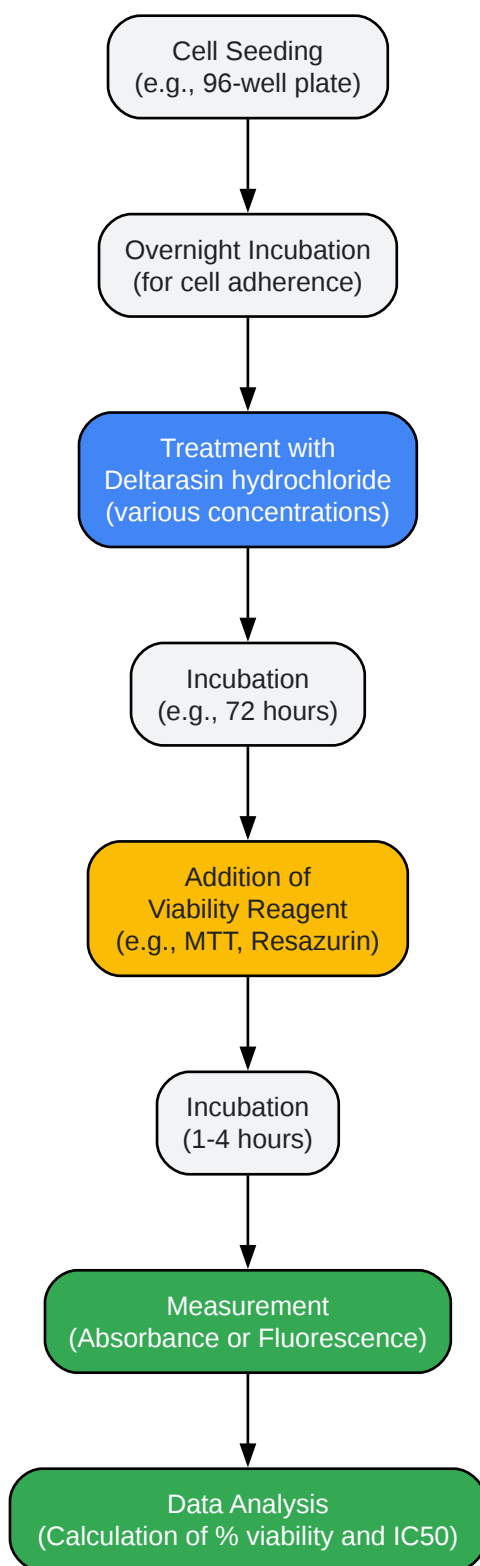 Cell Seeding
(e.g., 96-well plate)
Overnight Incubation
(for cell adherence)
Treatment with
Deltarasin hydrochloride
(various concentrations)
Incubation
(e.g., 72 hours)
Addition of
Viability Reagent
(e.g., MTT, Resazurin)
Incubation
(1-4 hours)
Measurement
(Absorbance or Fluorescence)
Data Analysis
(Calculation of % viability and IC50)